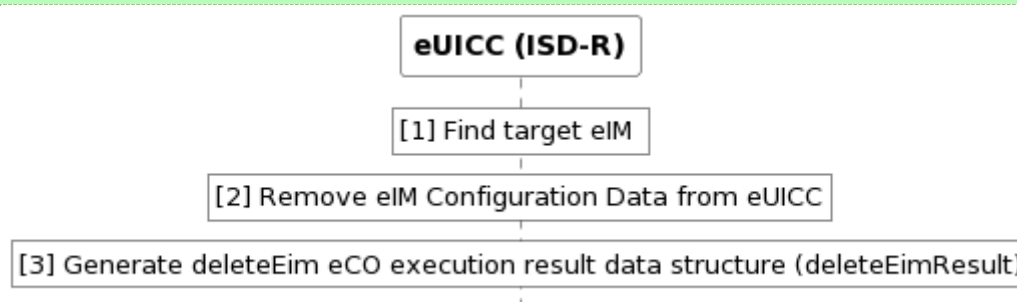 eUICC (ISD-R)
[1] Find target eIM
[2] Remove eIM Configuration Data from eUICC
[3] Generate deleteEim eCO execution result data structure (deleteEimResult)